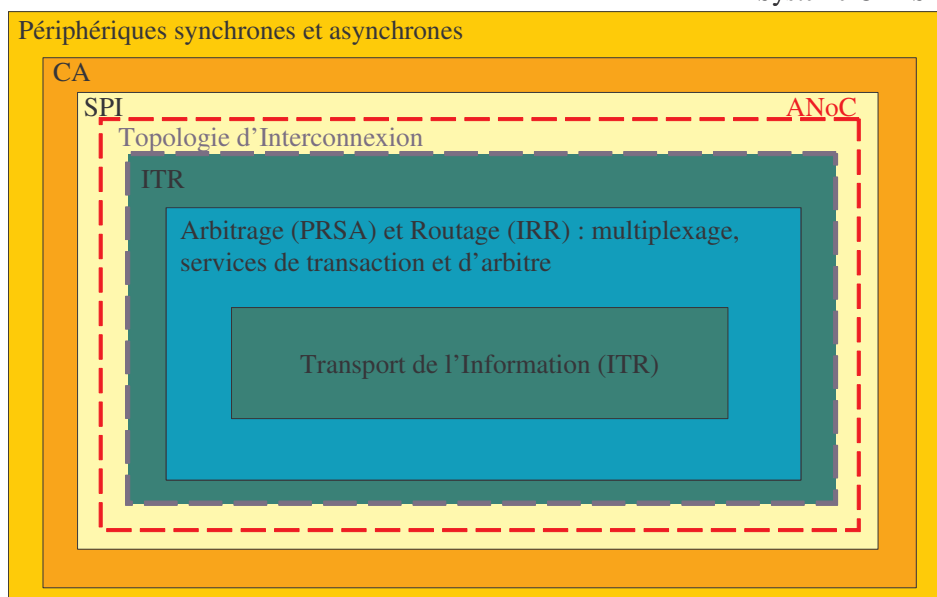 Périphériques synchrones et asynchrones
CA
SPI
ANoC
Topologie d'Interconnexion
ITR
Arbitrage (PRSA) et Routage (IRR) : multiplexage,
services de transaction et d'arbitre
Transport de l'Information (ITR)